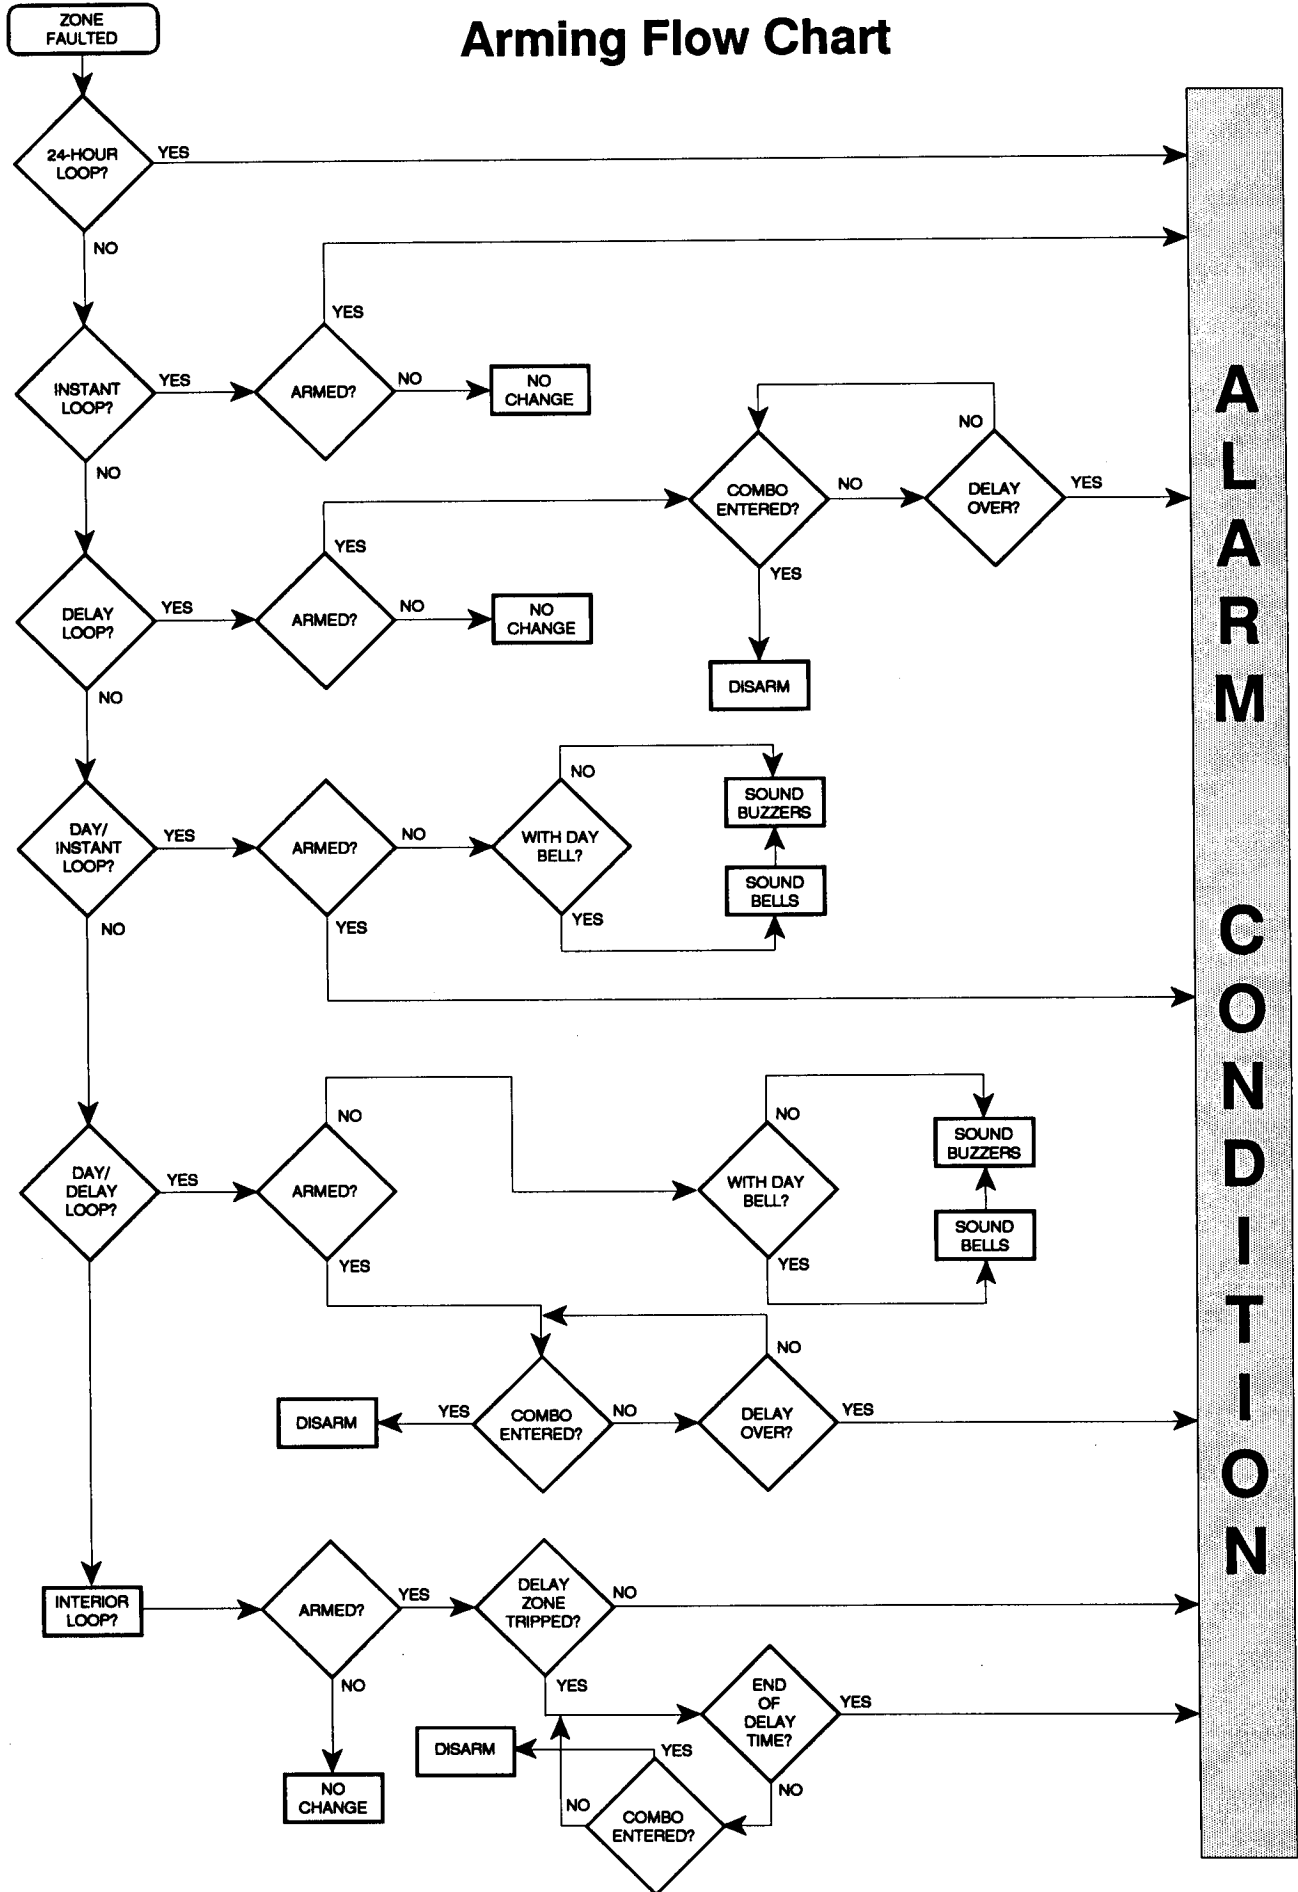 ZONE
FAULTED
Arming Flow Chart
24-HOUR
LOOP?
YES
NO
YES
INSTANT
LOOP?
YES
ARMED?
NO
NO
CHANGE
NO
NO
COMBO
ENTERED?
NO
DELAY
OVER?
YES
YES
YES
DELAY
LOOP?
YES
ARMED?
NO
NO
CHANGE
DISARM
NO
NO
SOUND
BUZZERS
DAY/
INSTANT
LOOP?
YES
ARMED?
NO
WITH DAY
BELL?
SOUND
BELLS
YES
YES
NO
NO
NO
SOUND
BUZZERS
DAY/
DELAY
LOOP?
YES
ARMED?
WITH DAY
BELL?
SOUND
BELLS
YES
YES
NO
DISARM
YES
COMBO
ENTERED?
NO
DELAY
OVER?
YES
INTERIOR
LOOP?
ARMED?
YES
DELAY
ZONE
TRIPPED?
NO
NO
YES
END
OF
DELAY
TIME?
YES
DISARM
YES
NO
NO
CHANGE
NO
COMBO
ENTERED?
ALARM CONDITION